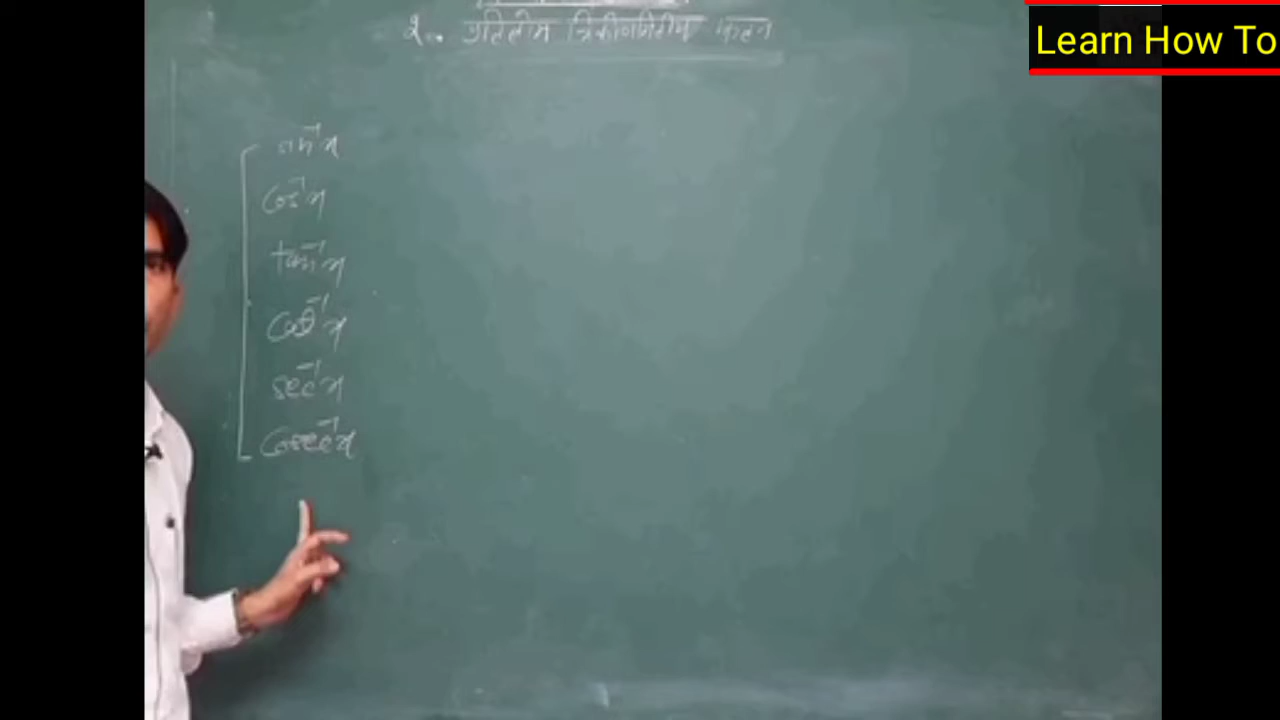 Learn How To
२.. प्रतिलोम त्रिकोणमितीय फलन
sin⁻¹x
cos⁻¹x
tan⁻¹x
cot⁻¹x
sec⁻¹x
cosec⁻¹x